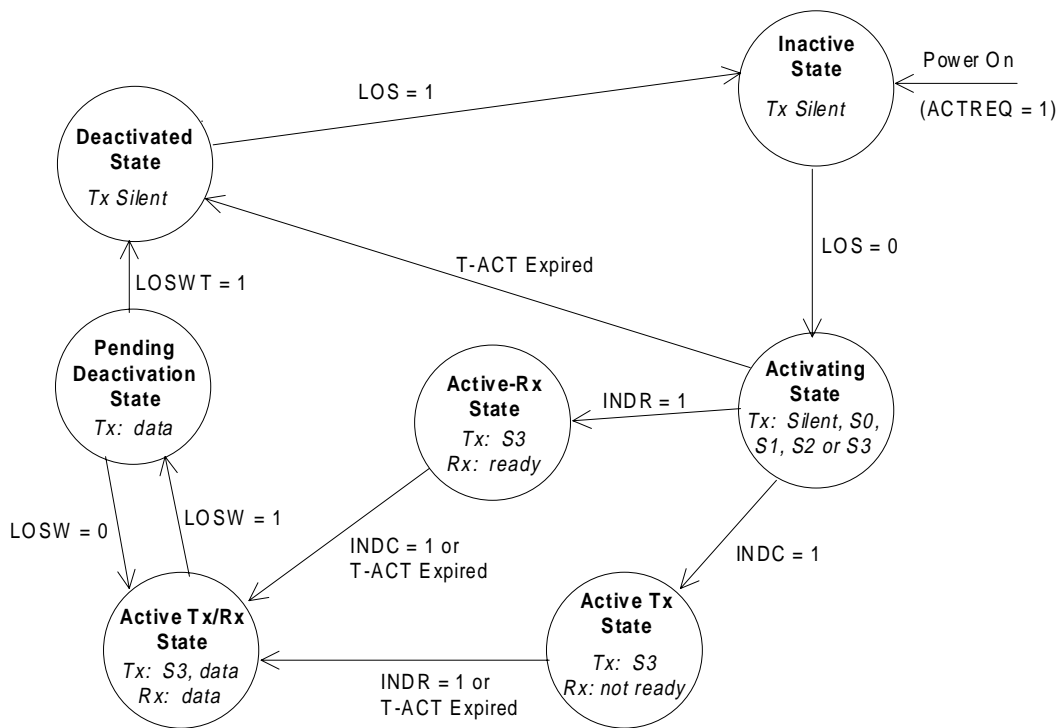 Inactive
State
Tx Silent
Power On
(ACTREQ = 1)
LOS = 1
Deactivated
State
Tx Silent
LOS = 0
T-ACT Expired
LOSWT = 1
Pending
Deactivation
State
Tx: data
Active-Rx
State
Tx: S3
Rx: ready
INDR = 1
Activating
State
Tx: Silent, S0,
S1, S2 or S3
LOSW = 0
LOSW = 1
INDC = 1 or
T-ACT Expired
INDC = 1
Active Tx/Rx
State
Tx: S3, data
Rx: data
Active Tx
State
Tx: S3
Rx: not ready
INDR = 1 or
T-ACT Expired